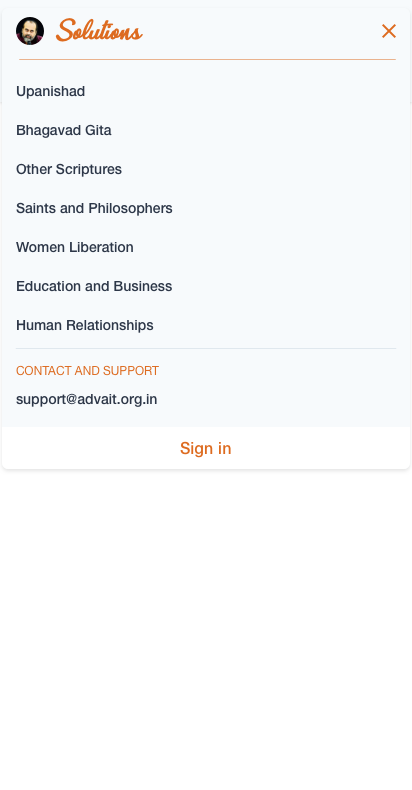 Solutions
Upanishad
Bhagavad Gita
Other Scriptures
Saints and Philosophers
Women Liberation
Education and Business
Human Relationships
CONTACT AND SUPPORT
support@advait.org.in
Sign in